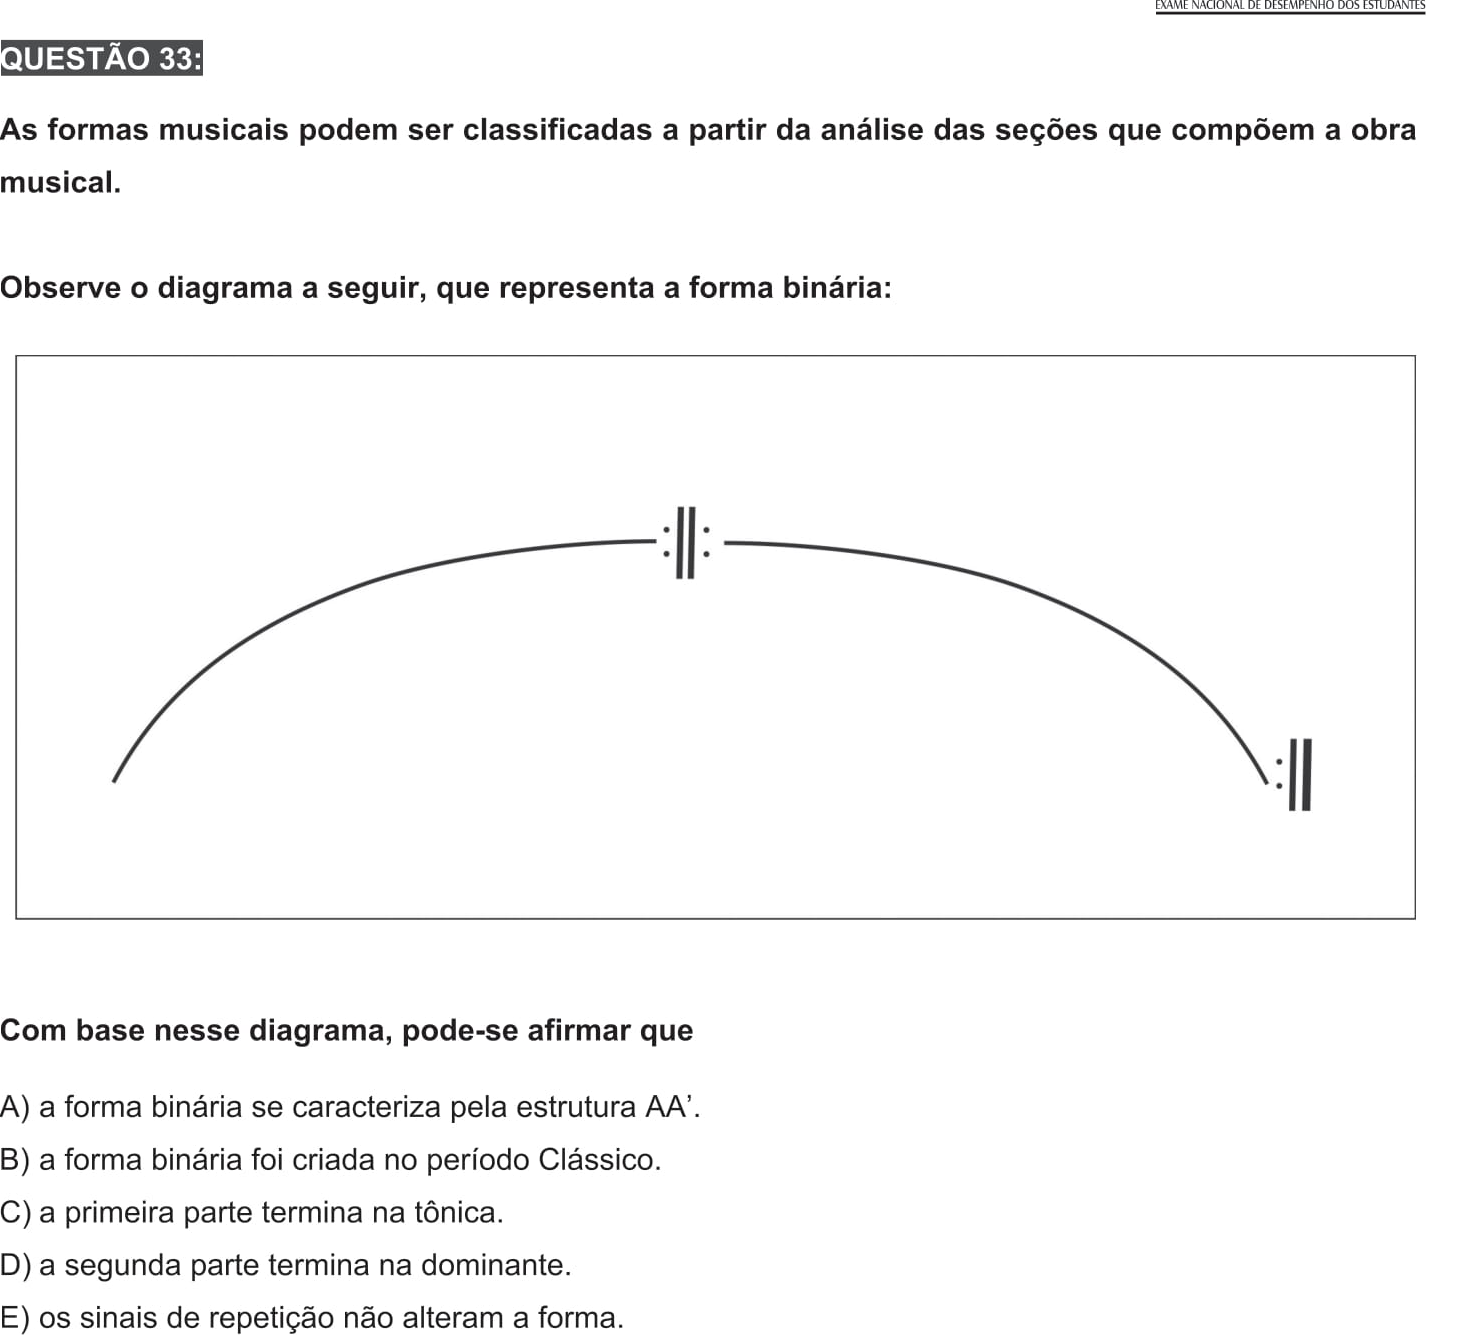 EXAME NACIONAL DE DESEMPENHO DOS ESTUDANTES
QUESTÃO 33:
As formas musicais podem ser classificadas a partir da análise das seções que compõem a obra
musical.
Observe o diagrama a seguir, que representa a forma binária:
Com base nesse diagrama, pode-se afirmar que
A) a forma binária se caracteriza pela estrutura AA’.
B) a forma binária foi criada no período Clássico.
C) a primeira parte termina na tônica.
D) a segunda parte termina na dominante.
E) os sinais de repetição não alteram a forma.